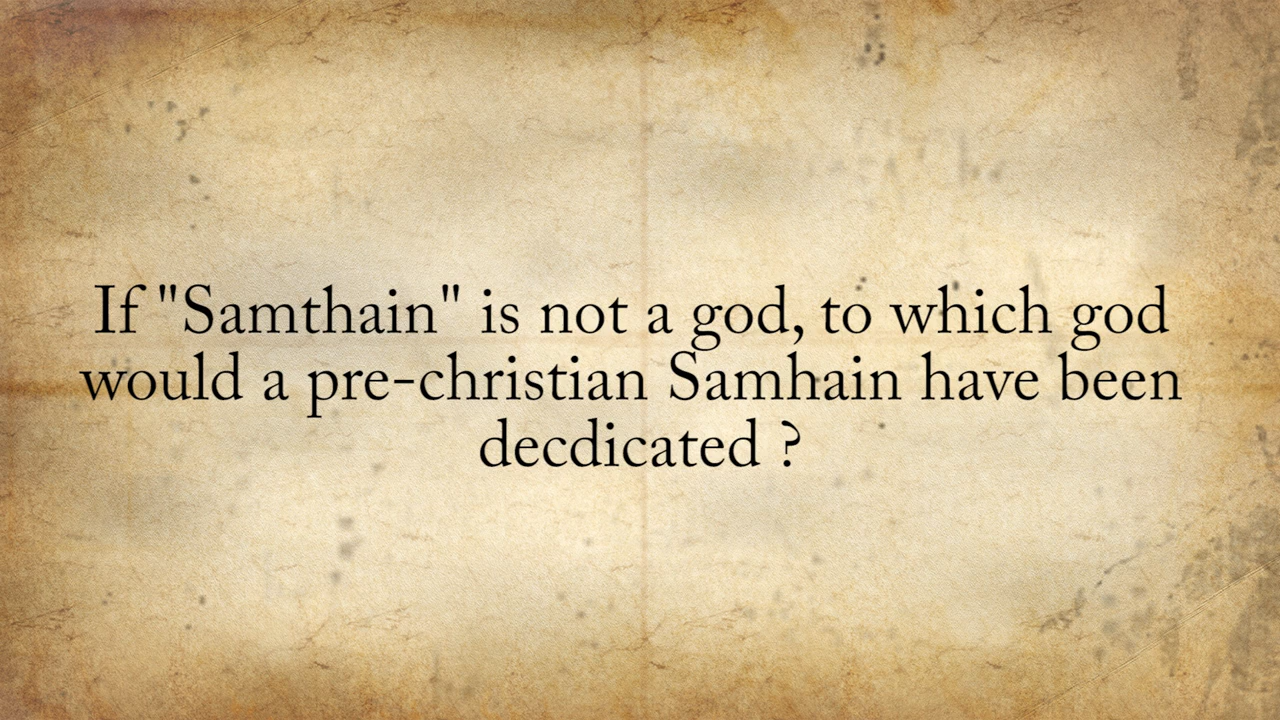 If "Samthain" is not a god, to which god
would a pre-christian Samhain have been
decdicated ?